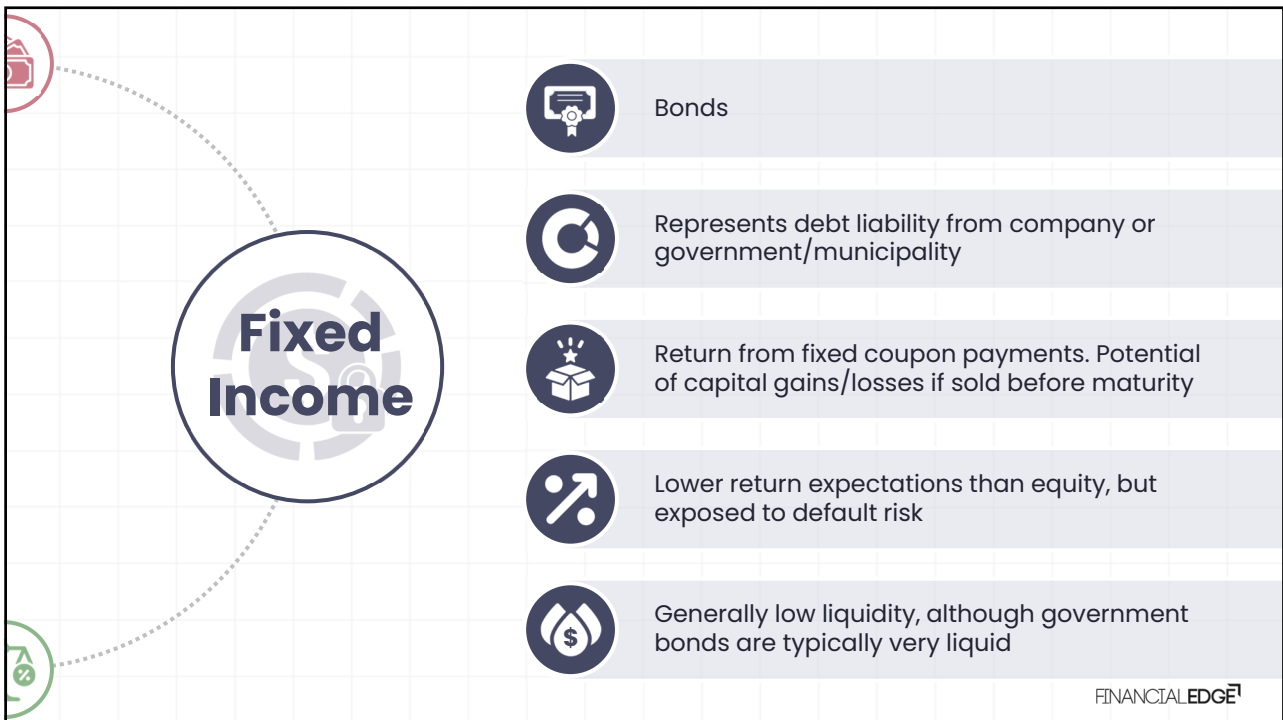 Fixed
Income
Bonds
Represents debt liability from company or
government/municipality
Return from fixed coupon payments. Potential
of capital gains/losses if sold before maturity
Lower return expectations than equity, but
exposed to default risk
Generally low liquidity, although government
bonds are typically very liquid
FINANCIALEDGE